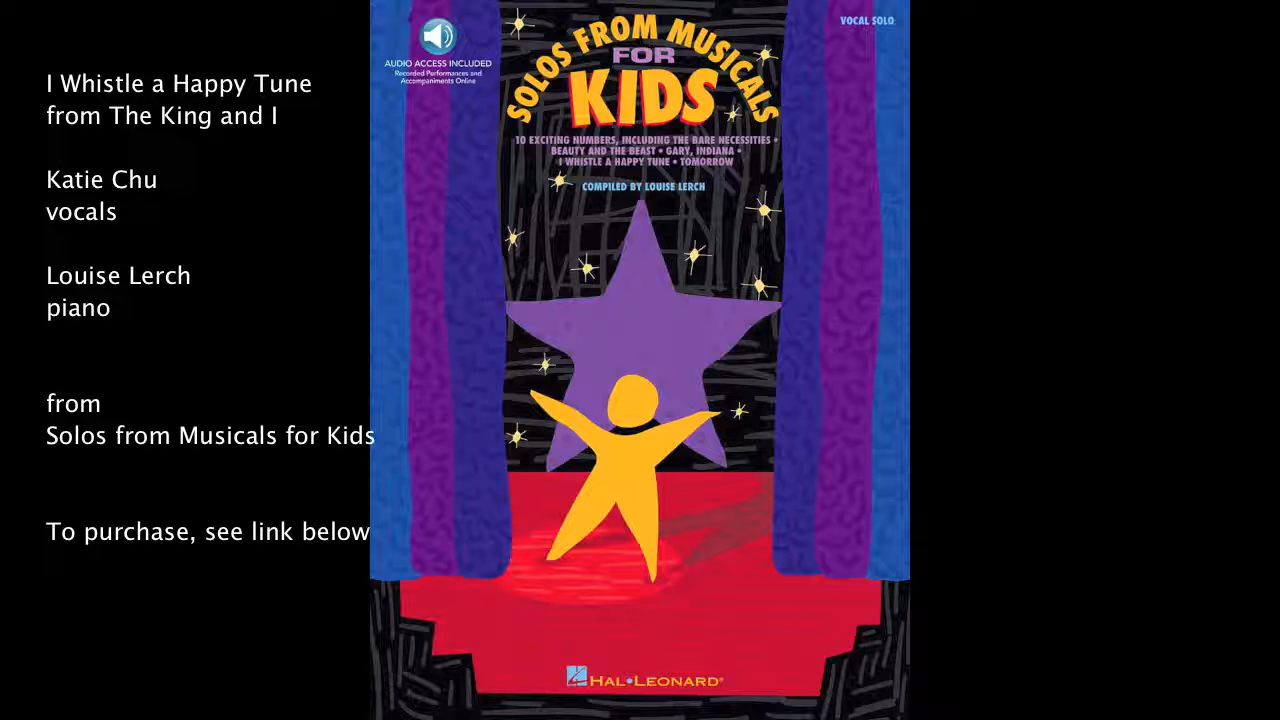 I Whistle a Happy Tune
from The King and I
Katie Chu
vocals
Louise Lerch
piano
from
Solos from Musicals for Kids
To purchase, see link below
AUDIO ACCESS INCLUDED
Recorded Performances and
Accompaniments Online
VOCAL SOLO
SOLOS FROM MUSICALS
FOR
KIDS
10 EXCITING NUMBERS, INCLUDING THE BARE NECESSITIES •
BEAUTY AND THE BEAST • GARY, INDIANA •
I WHISTLE A HAPPY TUNE • TOMORROW
COMPILED BY LOUISE LERCH
HAL•LEONARD®